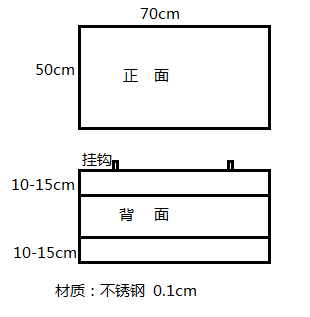 70cm
50cm
正 面
挂钩
10-15cm
背 面
10-15cm
材质：不锈钢 0.1cm